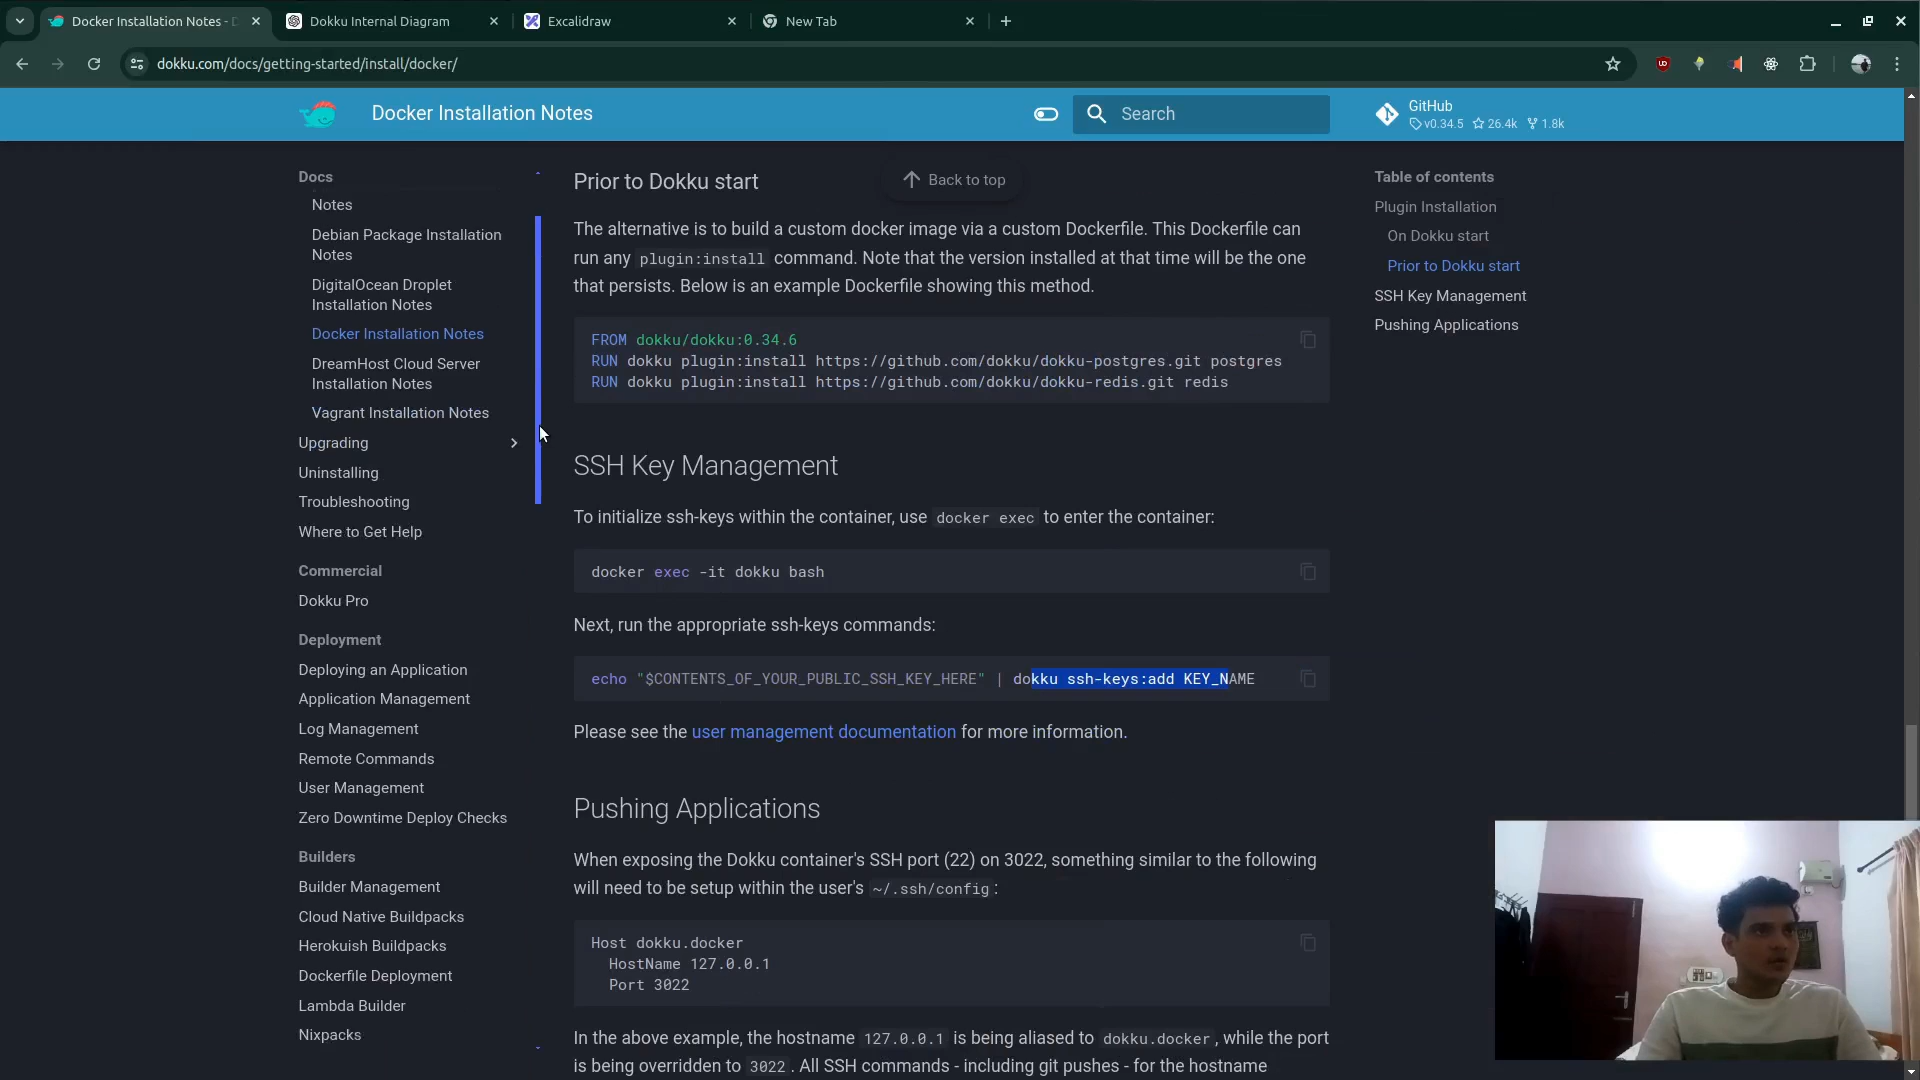 Docker Installation Notes - D
Dokku Internal Diagram
Excalidraw
New Tab
dokku.com/docs/getting-started/install/docker/
Docker Installation Notes
Search
GitHub
v0.34.5 26.4k 1.8k
Docs
Notes
Debian Package Installation
Notes
DigitalOcean Droplet
Installation Notes
Docker Installation Notes
DreamHost Cloud Server
Installation Notes
Vagrant Installation Notes
Upgrading
Uninstalling
Troubleshooting
Where to Get Help
Commercial
Dokku Pro
Deployment
Deploying an Application
Application Management
Log Management
Remote Commands
User Management
Zero Downtime Deploy Checks
Builders
Builder Management
Cloud Native Buildpacks
Herokuish Buildpacks
Dockerfile Deployment
Lambda Builder
Nixpacks
Prior to Dokku start
Back to top
The alternative is to build a custom docker image via a custom Dockerfile. This Dockerfile can
run any plugin:install command. Note that the version installed at that time will be the one
that persists. Below is an example Dockerfile showing this method.
FROM dokku/dokku:0.34.6
RUN dokku plugin:install https://github.com/dokku/dokku-postgres.git postgres
RUN dokku plugin:install https://github.com/dokku/dokku-redis.git redis
SSH Key Management
To initialize ssh-keys within the container, use docker exec to enter the container:
docker exec -it dokku bash
Next, run the appropriate ssh-keys commands:
echo "$CONTENTS_OF_YOUR_PUBLIC_SSH_KEY_HERE" | dokku ssh-keys:add KEY_NAME
Please see the user management documentation for more information.
Pushing Applications
When exposing the Dokku container's SSH port (22) on 3022, something similar to the following
will need to be setup within the user's ~/.ssh/config :
Host dokku.docker
HostName 127.0.0.1
Port 3022
In the above example, the hostname 127.0.0.1 is being aliased to dokku.docker , while the port
is being overridden to 3022 . All SSH commands - including git pushes - for the hostname
Table of contents
Plugin Installation
On Dokku start
Prior to Dokku start
SSH Key Management
Pushing Applications